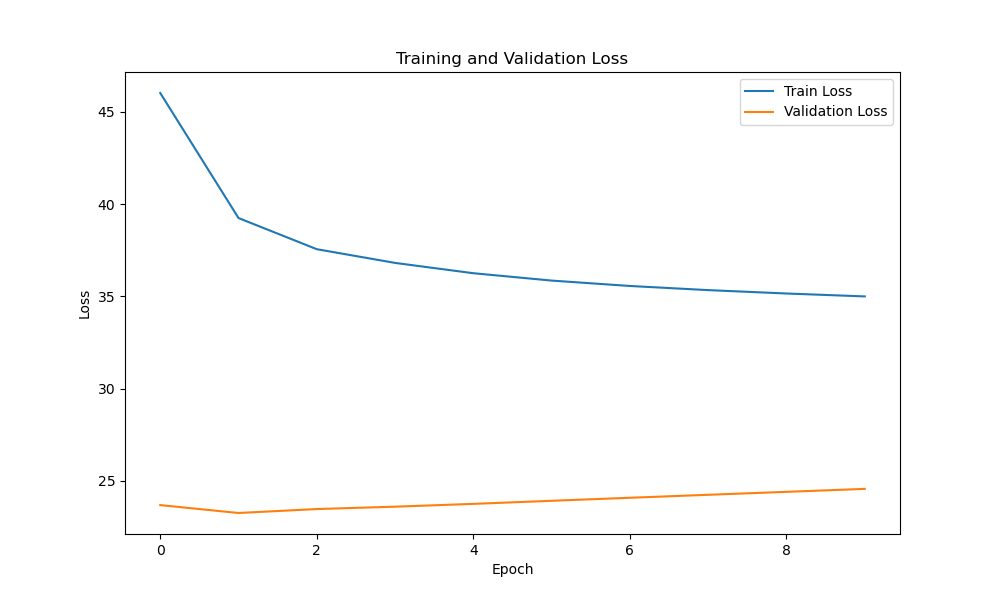 Training and Validation Loss
Train Loss
Validation Loss
45
40
35
30
25
Loss
0 2 4 6 8
Epoch